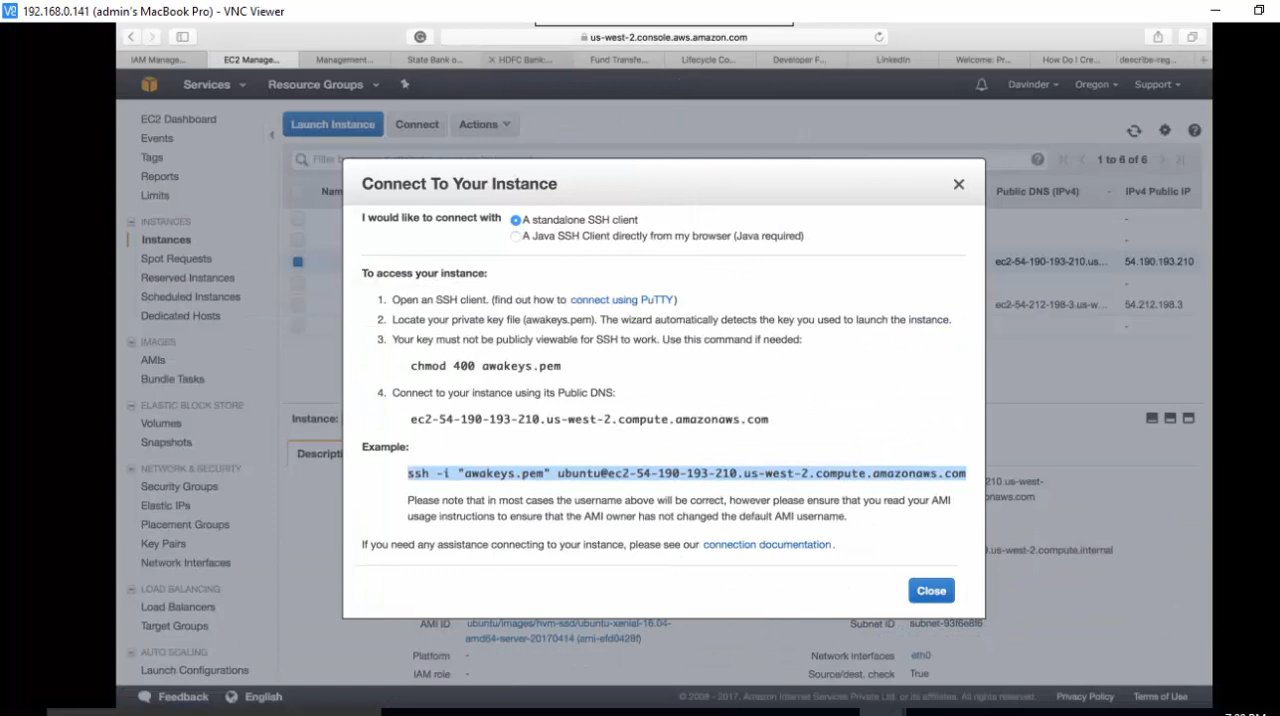 192.168.0.141 (admin's MacBook Pro) - VNC Viewer
us-west-2.console.aws.amazon.com
IAM Manage...
EC2 Manage...
Management...
State Bank o...
HDFC Bank:...
Fund Transfe...
Lifecycle Co...
Developer F...
LinkedIn
Welcome: Pr...
How Do I Cre...
describe-reg...
Services
Resource Groups
Davinder
Oregon
Support
EC2 Dashboard
Events
Tags
Reports
Limits
INSTANCES
Instances
Spot Requests
Reserved Instances
Scheduled Instances
Dedicated Hosts
IMAGES
AMIs
Bundle Tasks
ELASTIC BLOCK STORE
Volumes
Snapshots
NETWORK & SECURITY
Security Groups
Elastic IPs
Placement Groups
Key Pairs
Network Interfaces
LOAD BALANCING
Load Balancers
Target Groups
AUTO SCALING
Launch Configurations
Launch Instance
Connect
Actions
1 to 6 of 6
Public DNS (IPv4)
IPv4 Public IP
ec2-54-190-193-210.us...
54.190.193.210
ec2-54-212-198-3.us-w...
54.212.198.3
Instance:
Connect To Your Instance
I would like to connect with
A standalone SSH client
A Java SSH Client directly from my browser (Java required)
To access your instance:
1. Open an SSH client. (find out how to connect using PuTTY)
2. Locate your private key file (awakeys.pem). The wizard automatically detects the key you used to launch the instance.
3. Your key must not be publicly viewable for SSH to work. Use this command if needed:
chmod 400 awakeys.pem
4. Connect to your instance using its Public DNS:
ec2-54-190-193-210.us-west-2.compute.amazonaws.com
Example:
ssh -i "awakeys.pem" ubuntu@ec2-54-190-193-210.us-west-2.compute.amazonaws.com
Please note that in most cases the username above will be correct, however please ensure that you read your AMI
usage instructions to ensure that the AMI owner has not changed the default AMI username.
If you need any assistance connecting to your instance, please see our connection documentation.
Close
AMI ID
ubuntu/images/hvm-ssd/ubuntu-xenial-16.04-
amd64-server-20170414 (ami-efd0428f)
Subnet ID
subnet-93f6e8f6
Platform
-
Network interfaces
eth0
IAM role
-
Source/dest. check
True
Feedback
English
© 2008 - 2017, Amazon Internet Services Private Ltd. or its affiliates. All rights reserved.
Privacy Policy
Terms of Use